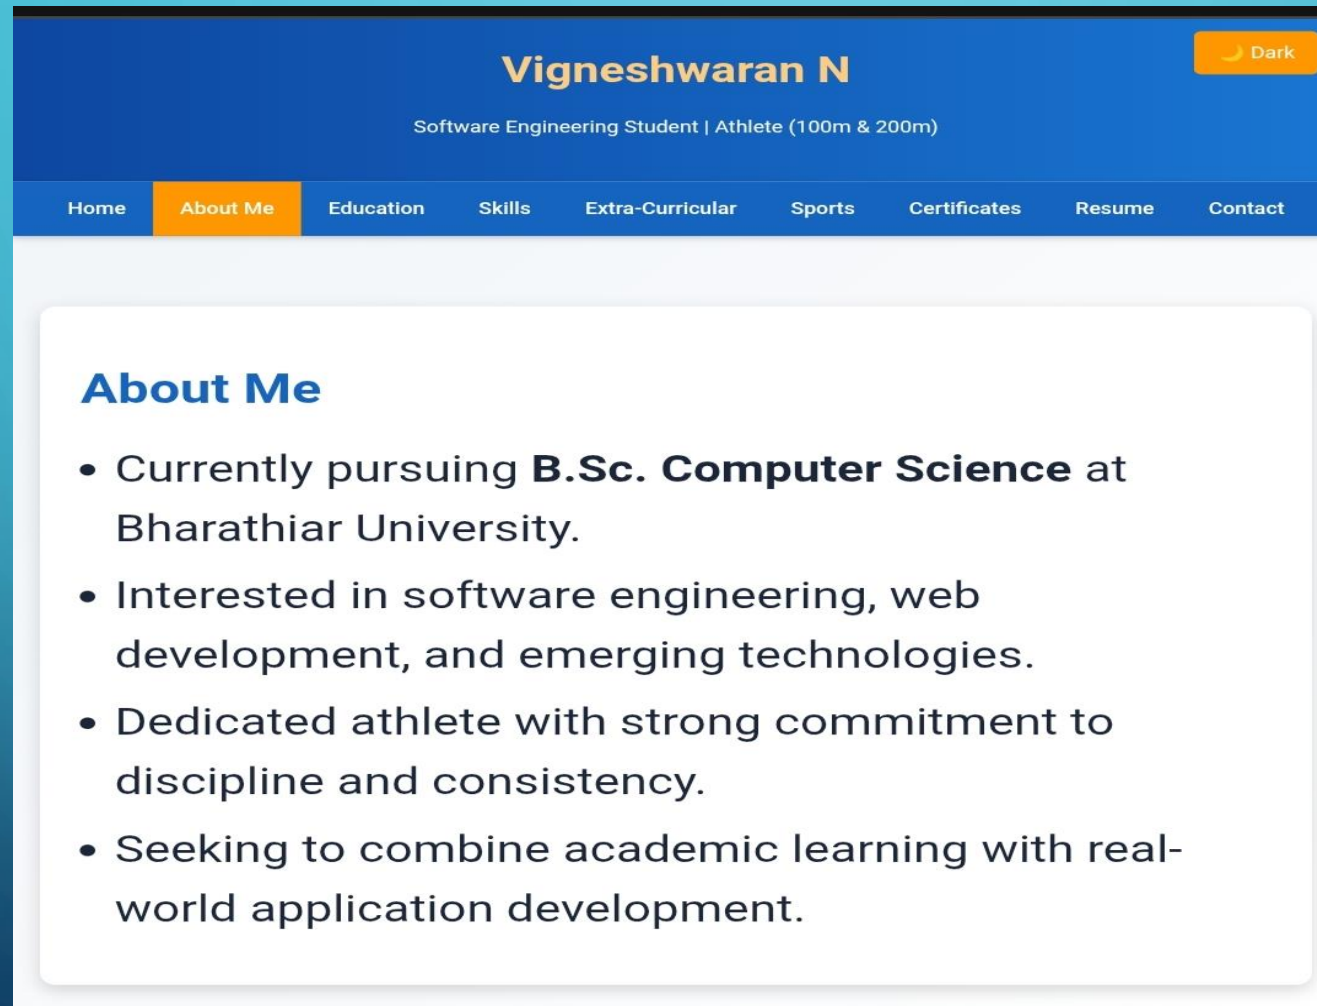 Vigneshwaran N
🌙 Dark
Software Engineering Student | Athlete (100m & 200m)
Home About Me Education Skills Extra-Curricular Sports Certificates Resume Contact
About Me
• Currently pursuing B.Sc. Computer Science at
Bharathiar University.
• Interested in software engineering, web
development, and emerging technologies.
• Dedicated athlete with strong commitment to
discipline and consistency.
• Seeking to combine academic learning with real-
world application development.